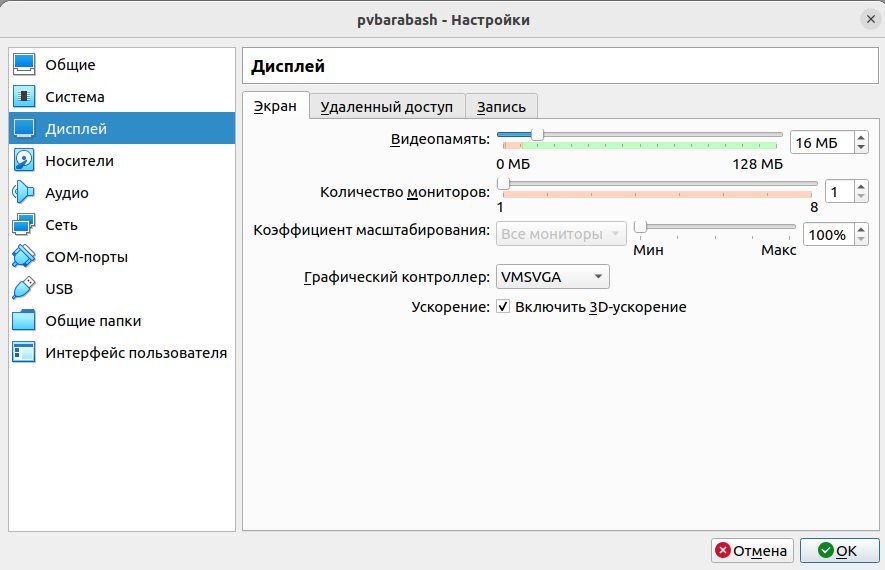 pvbarabash - Настройки
Общие
Система
Дисплей
Носители
Аудио
Сеть
COM-порты
USB
Общие папки
Интерфейс пользователя
Дисплей
Экран Удаленный доступ Запись
Видеопамять: 16 МБ
0 МБ 128 МБ
Количество мониторов: 1
1 8
Коэффициент масштабирования: Все мониторы 100%
Мин Макс
Графический контроллер: VMSVGA
Ускорение: Включить 3D-ускорение
Отмена OK